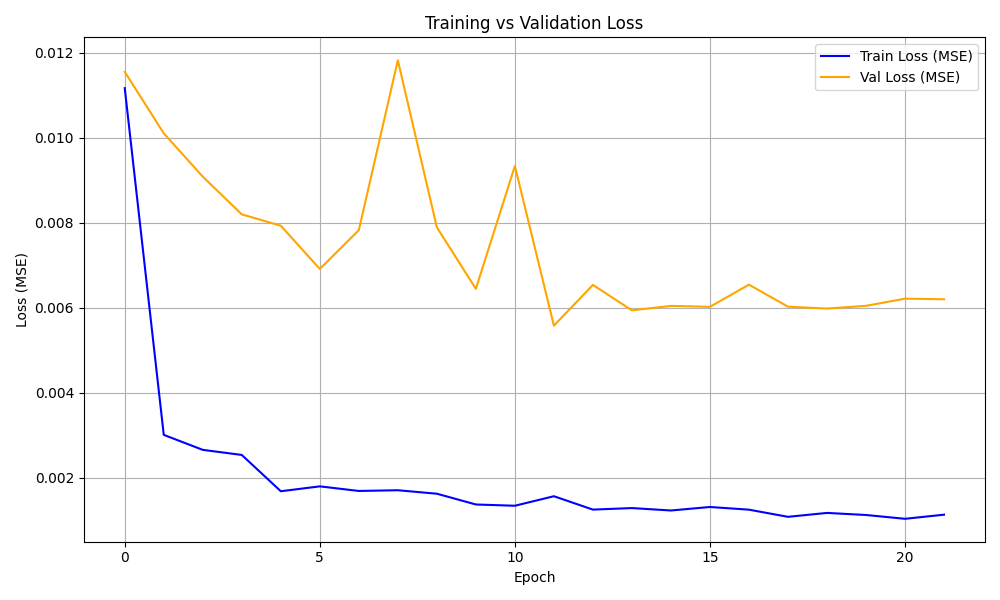 Training vs Validation Loss
Train Loss (MSE)
Val Loss (MSE)
0.012
0.010
0.008
0.006
0.004
0.002
Loss (MSE)
0 5 10 15 20
Epoch